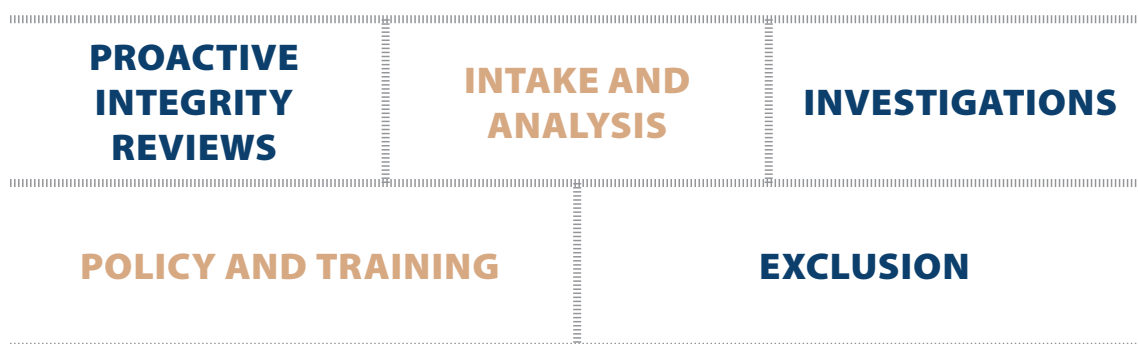 PROACTIVE
INTEGRITY
REVIEWS
INTAKE AND
ANALYSIS
INVESTIGATIONS
POLICY AND TRAINING
EXCLUSION